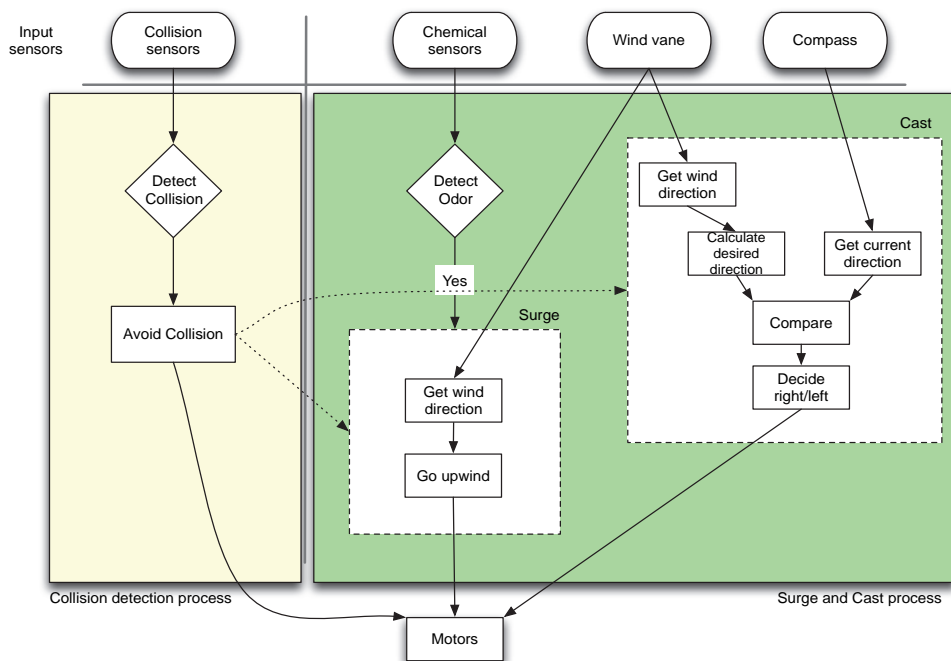 Input
sensors
Collision
sensors
Chemical
sensors
Wind vane
Compass
Cast
Detect
Collision
Detect
Odor
Get wind
direction
Calculate
desired
direction
Get current
direction
Yes
Surge
Avoid Collision
Compare
Get wind
direction
Decide
right/left
Go upwind
Collision detection process
Surge and Cast process
Motors